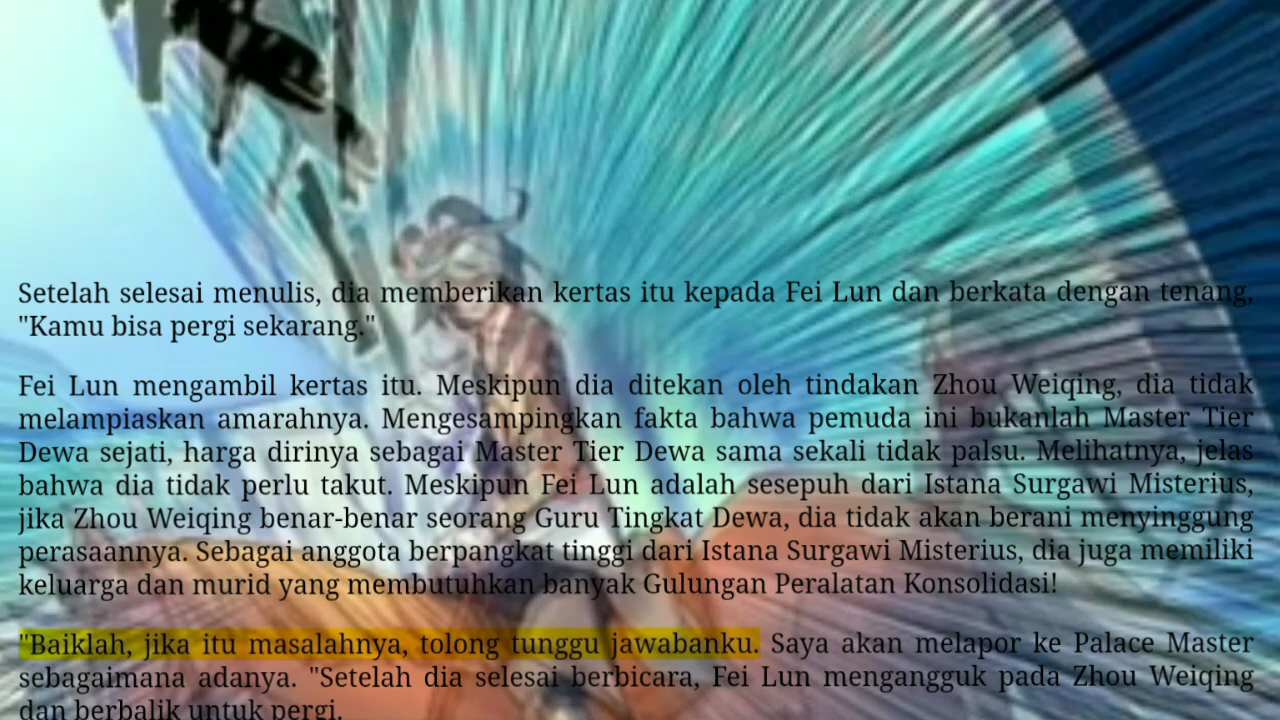 Setelah selesai menulis, dia memberikan kertas itu kepada Fei Lun dan berkata dengan tenang,
"Kamu bisa pergi sekarang."
Fei Lun mengambil kertas itu. Meskipun dia ditekan oleh tindakan Zhou Weiqing, dia tidak
melampiaskan amarahnya. Mengesampingkan fakta bahwa pemuda ini bukanlah Master Tier
Dewa sejati, harga dirinya sebagai Master Tier Dewa sama sekali tidak palsu. Melihatnya, jelas
bahwa dia tidak perlu takut. Meskipun Fei Lun adalah sesepuh dari Istana Surgawi Misterius,
jika Zhou Weiqing benar-benar seorang Guru Tingkat Dewa, dia tidak akan berani menyinggung
perasaannya. Sebagai anggota berpangkat tinggi dari Istana Surgawi Misterius, dia juga memiliki
keluarga dan murid yang membutuhkan banyak Gulungan Peralatan Konsolidasi!
"Baiklah, jika itu masalahnya, tolong tunggu jawabanku. Saya akan melapor ke Palace Master
sebagaimana adanya. "Setelah dia selesai berbicara, Fei Lun mengangguk pada Zhou Weiqing
dan berbalik untuk pergi.